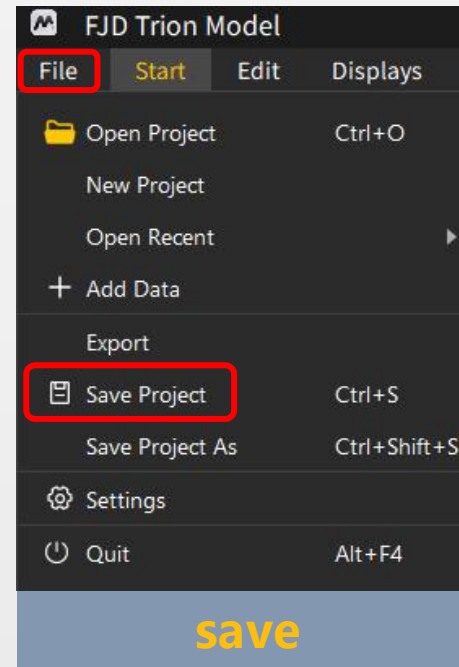 FJD Trion Model
File Start Edit Displays
Open Project Ctrl+O
New Project
Open Recent
Add Data
Export
Save Project Ctrl+S
Save Project As Ctrl+Shift+S
Settings
Quit Alt+F4
save